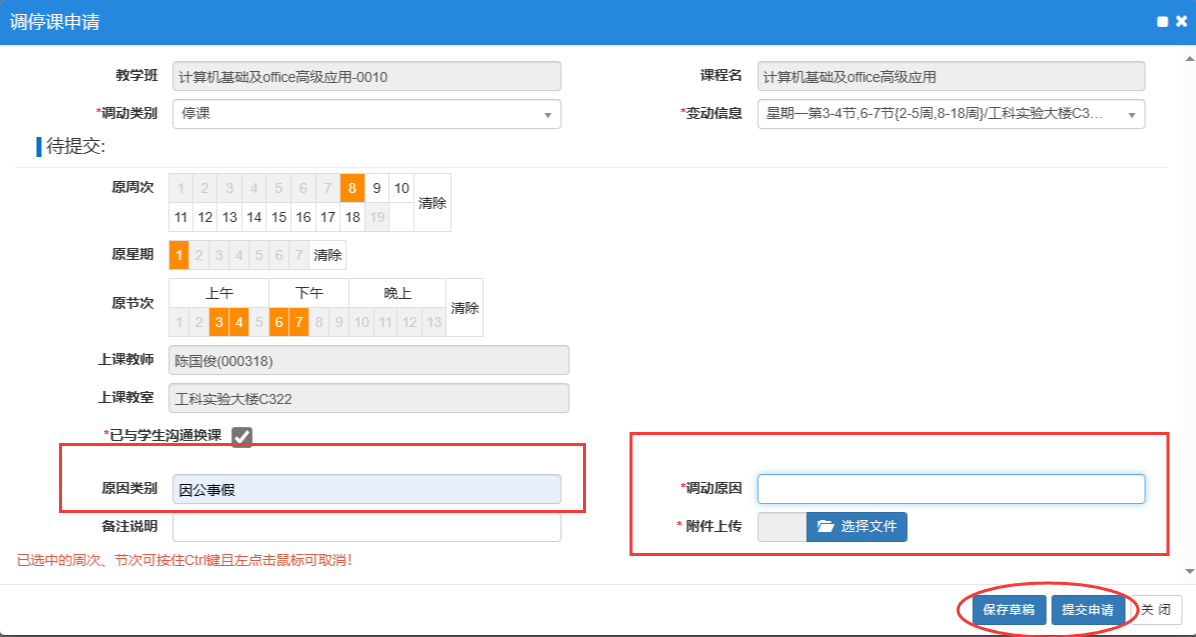 调停课申请
教学班 计算机基础及office高级应用-0010 课程名 计算机基础及office高级应用
*调动类别 停课 *变动信息 星期一第3-4节,6-7节{2-5周,8-18周}/工科实验大楼C3...
待提交:
原周次 1 2 3 4 5 6 7 8 9 10 清除
11 12 13 14 15 16 17 18 19
原星期 1 2 3 4 5 6 7 清除
上午 下午 晚上
原节次 1 2 3 4 5 6 7 8 9 10 11 12 13 清除
上课教师 陈国俊(000318)
上课教室 工科实验大楼C322
*已与学生沟通换课
原因类别 因公事假 *调动原因
备注说明 * 附件上传 选择文件
已选中的周次、节次可按住Ctrl键且左点击鼠标可取消!
保存草稿 提交申请 关 闭